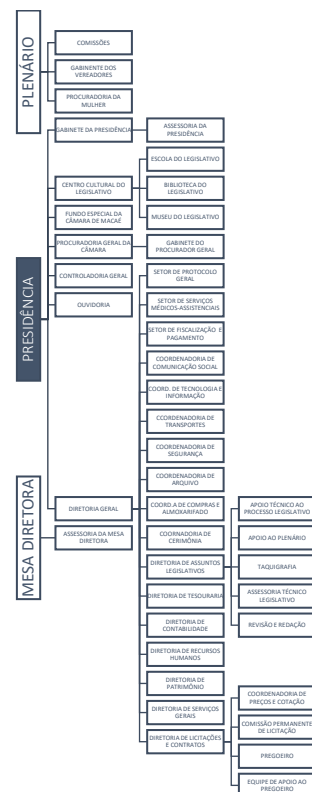 PLENÁRIO
COMISSÕES
GABINENTE DOS
VEREADORES
PROCURADORIA DA
MULHER
PRESIDÊNCIA
GABINETE DA PRESIDÊNCIA
ASSESSORIA DA
PRESIDÊNCIA
CENTRO CULTURAL DO
LEGISLATIVO
ESCOLA DO LEGISLATIVO
BIBLIOTECA DO
LEGISLATIVO
MUSEU DO LEGISLATIVO
FUNDO ESPECIAL DA
CÂMARA DE MACAÉ
PROCURADORIA GERAL DA
CÂMARA
GABINETE DO
PROCURADOR GERAL
CONTROLADORIA GERAL
OUVIDORIA
DIRETORIA GERAL
SETOR DE PROTOCOLO
GERAL
SETOR DE SERVIÇOS
MÉDICOS-ASSISTENCIAIS
SETOR DE FISCALIZAÇÃO E
PAGAMENTO
COORDENADORIA DE
COMUNICAÇÃO SOCIAL
COORD. DE TECNOLOGIA E
INFORMAÇÃO
CCORDENADORIA DE
TRANSPORTES
COORDENADORIA DE
SEGURANÇA
COORDENADORIA DE
ARQUIVO
COORD.A DE COMPRAS E
ALMOXARIFADO
COORNADORIA DE
CERIMÔNIA
DIRETORIA DE ASSUNTOS
LEGISLATIVOS
APOIO TÉCNICO AO
PROCESSO LEGISLATIVO
APOIO AO PLENÁRIO
TAQUIGRAFIA
ASSESSORIA TÉCNICO
LEGISLATIVO
REVISÃO E REDAÇÃO
DIRETORIA DE TESOURARIA
DIRETORIA DE
CONTABILIDADE
DIRETORIA DE RECURSOS
HUMANOS
DIRETORIA DE
PATRIMÔNIO
DIRETORIA DE SERVIÇOS
GERAIS
DIRETORIA DE LICITAÇÕES
E CONTRATOS
COORDENADORIA DE
PREÇOS E COTAÇÃO
COMISSÃO PERMANENTE
DE LICITAÇÃO
PREGOEIRO
EQUIPE DE APOIO AO
PREGOEIRO
MESA DIRETORA
ASSESSORIA DA MESA
DIRETORA